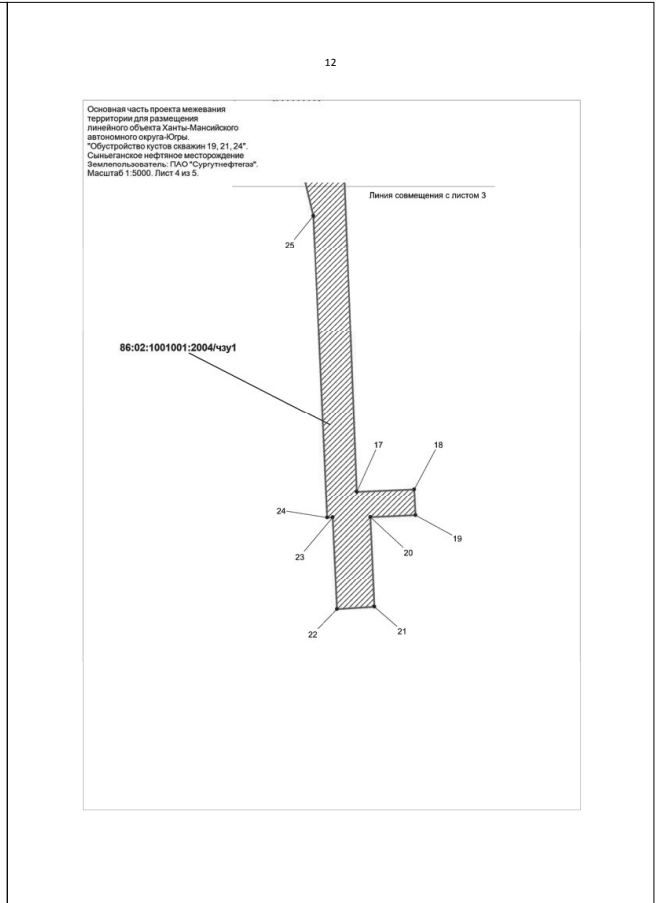 12
Основная часть проекта межевания
территории для размещения
линейного объекта Ханты-Мансийского
автономного округа-Югры.
"Обустройство кустов скважин 19, 21, 24".
Сыньеганское нефтяное месторождение
Землепользователь: ПАО "Сургутнефтегаз".
Масштаб 1:5000. Лист 4 из 5.
Линия совмещения с листом 3
25
86:02:1001001:2004/чзу1
17
18
24
19
23
20
22
21